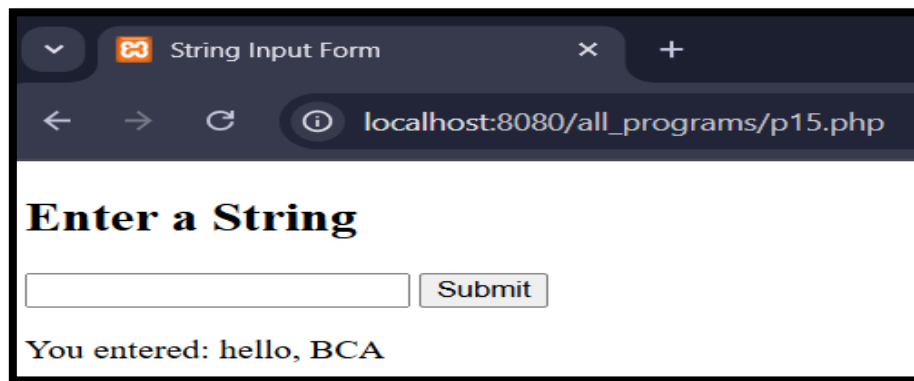 String Input Form
localhost:8080/all_programs/p15.php
Enter a String
Submit
You entered: hello, BCA